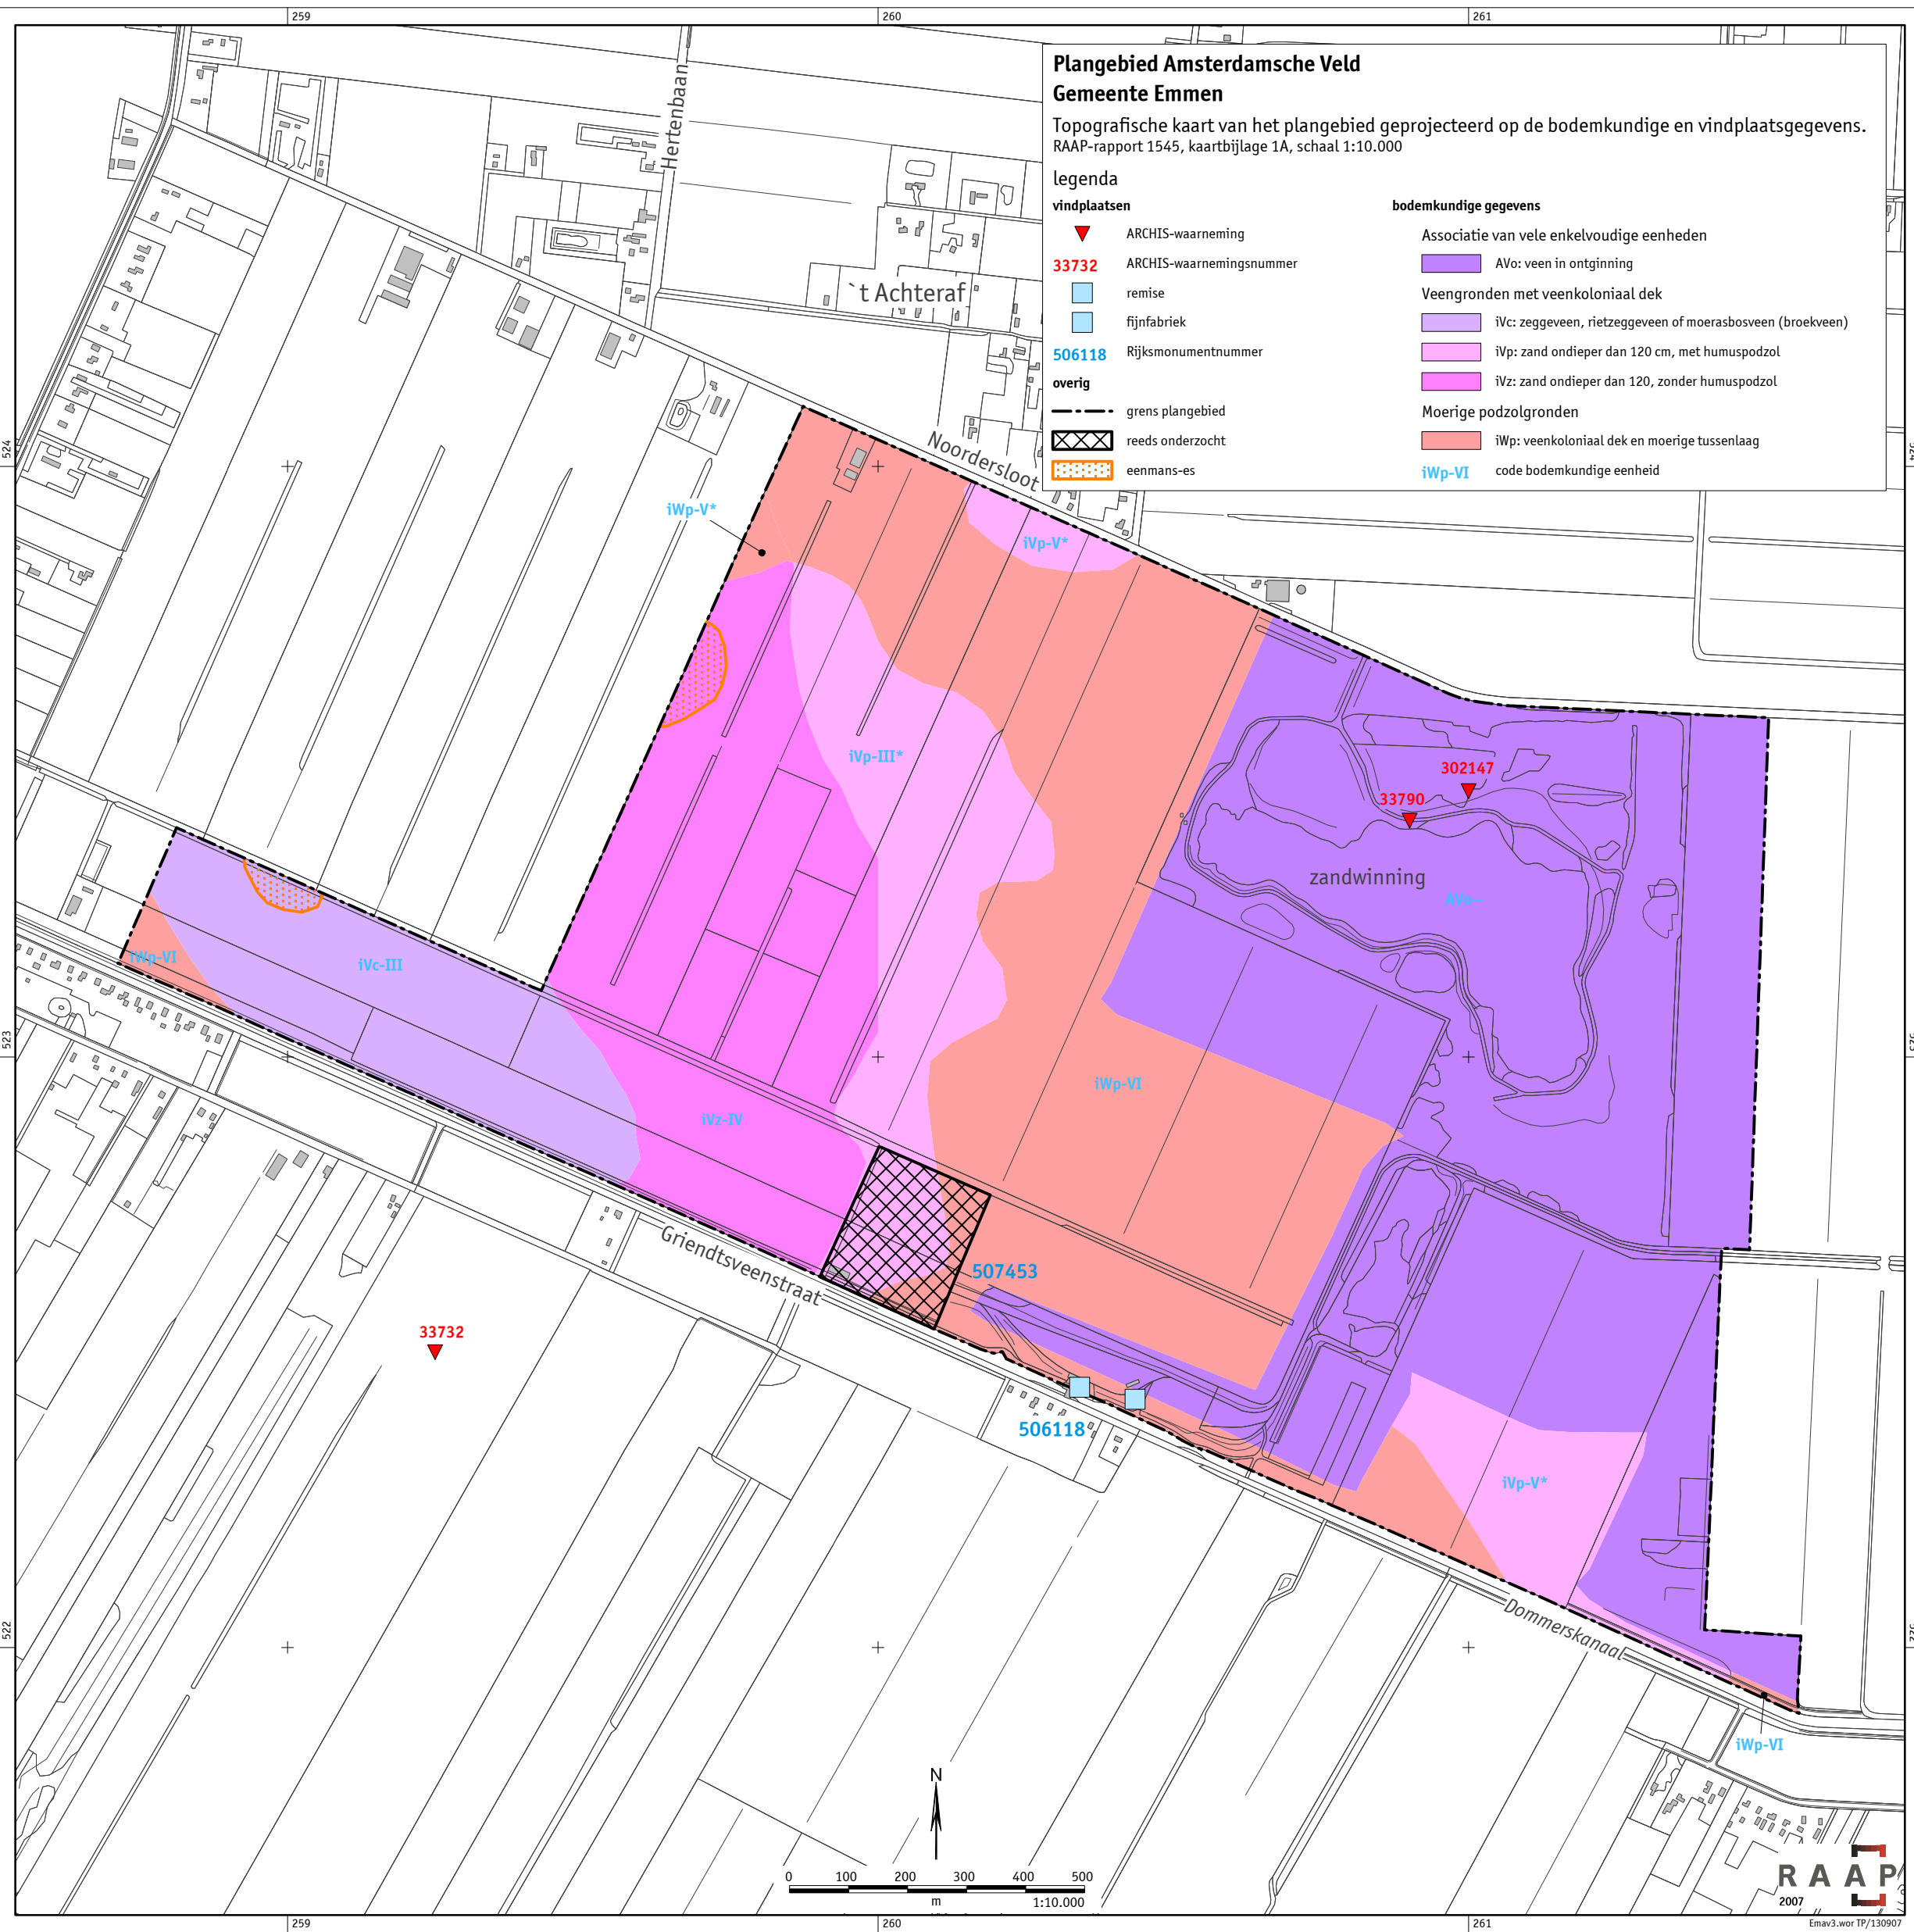 259
260
261
Plangebied Amsterdamsche Veld
Gemeente Emmen
Topografische kaart van het plangebied geprojecteerd op de bodemkundige en vindplaatsgegevens.
RAAP-rapport 1545, kaartbijlage 1A, schaal 1:10.000
legenda
vindplaatsen
ARCHIS-waarneming
33732 ARCHIS-waarnemingsnummer
remise
fijnfabriek
506118 Rijksmonumentnummer
overig
grens plangebied
reeds onderzocht
eenmans-es
bodemkundige gegevens
Associatie van vele enkelvoudige eenheden
AVo: veen in ontginning
Veengronden met veenkoloniaal dek
iVc: zeggeveen, rietzeggeveen of moerasbosveen (broekveen)
iVp: zand ondieper dan 120 cm, met humuspodzol
iVz: zand ondieper dan 120, zonder humuspodzol
Moerige podzolgronden
iWp: veenkoloniaal dek en moerige tussenlaag
iWp-VI code bodemkundige eenheid
Hertenbaan
`t Achteraf
Noordersloot
524
iWp-V*
iVp-V*
iVp-III*
302147
33790
zandwinning
AVo--
iWp-VI
iVc-III
523
iWp-VI
iVz-IV
Griendtsveenstraat
507453
33732
506118
iVp-V*
Dommerskanaal
522
iWp-VI
N
0 100 200 300 400 500
m 1:10.000
RAAP
2007
259
260
261
Emav3.wor TP/130907